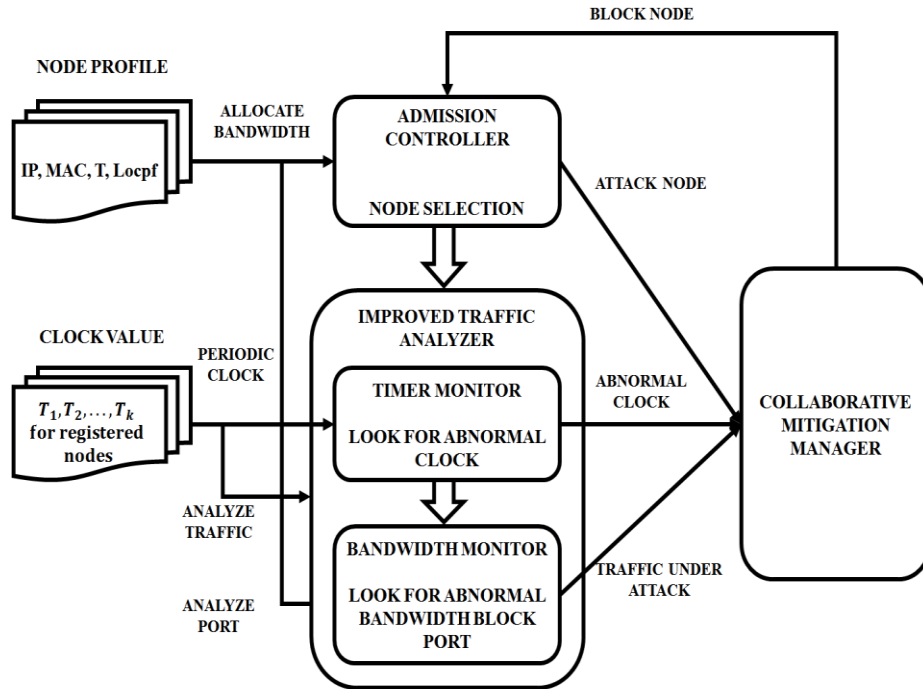 BLOCK NODE
NODE PROFILE
IP, MAC, T, Locpf
ALLOCATE
BANDWIDTH
ADMISSION
CONTROLLER
NODE SELECTION
ATTACK NODE
CLOCK VALUE
T₁, T₂, …, Tₖ
for registered
nodes
PERIODIC
CLOCK
ANALYZE
TRAFFIC
ANALYZE
PORT
IMPROVED TRAFFIC
ANALYZER
TIMER MONITOR
LOOK FOR ABNORMAL
CLOCK
BANDWIDTH MONITOR
LOOK FOR ABNORMAL
BANDWIDTH BLOCK
PORT
ABNORMAL
CLOCK
TRAFFIC UNDER
ATTACK
COLLABORATIVE
MITIGATION
MANAGER